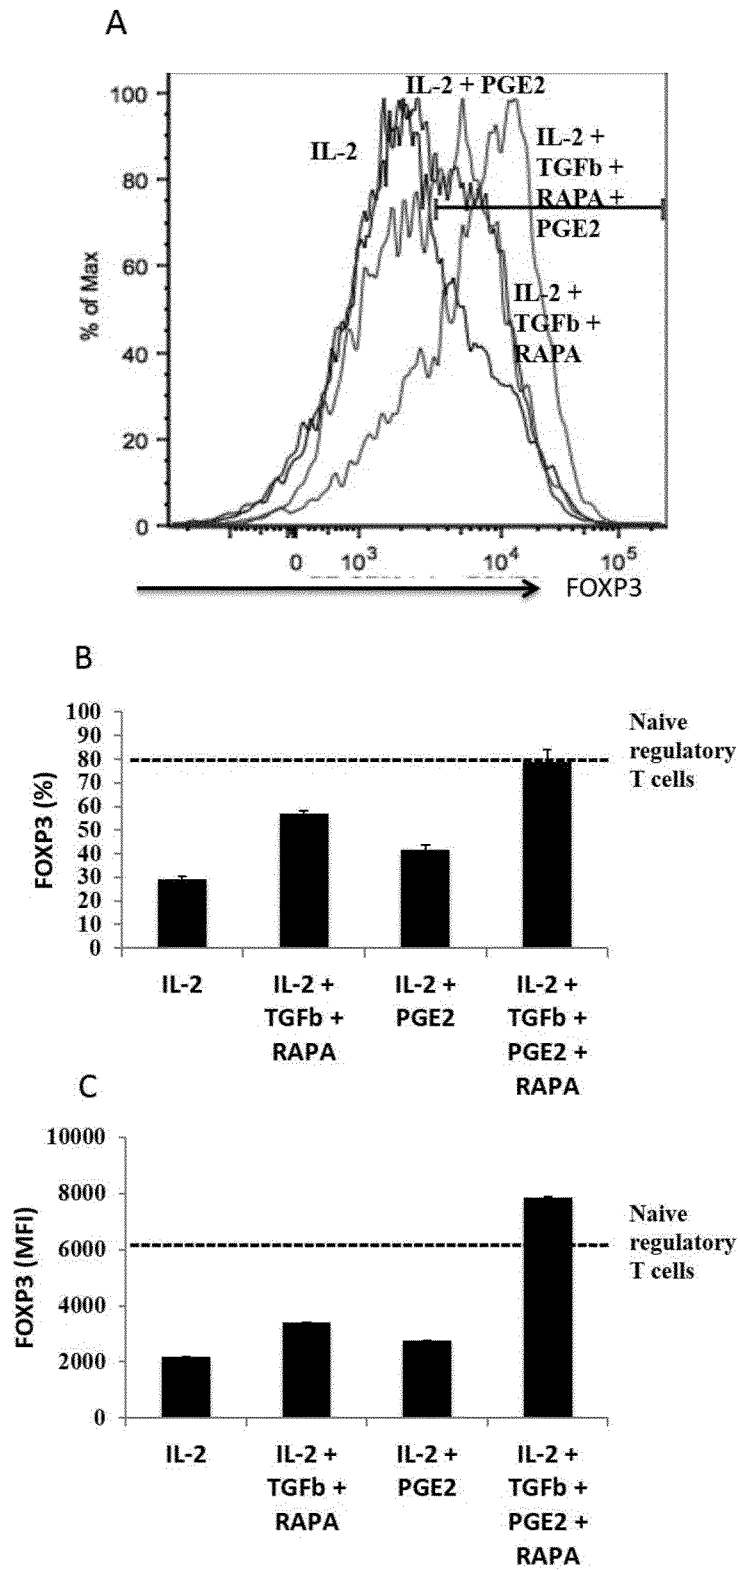 A
IL-2 + PGE2
IL-2
IL-2 +
TGFb +
RAPA +
PGE2
IL-2 +
TGFb +
RAPA
100
80
60
40
20
0
% of Max
0 10³ 10⁴ 10⁵
FOXP3
B
100
90
80
70
60
50
40
30
20
10
0
FOXP3 (%)
Naive
regulatory
T cells
IL-2
IL-2 +
TGFb +
RAPA
IL-2 +
PGE2
IL-2 +
TGFb +
PGE2 +
RAPA
C
10000
8000
6000
4000
2000
0
FOXP3 (MFI)
Naive
regulatory
T cells
IL-2
IL-2 +
TGFb +
RAPA
IL-2 +
PGE2
IL-2 +
TGFb +
PGE2 +
RAPA